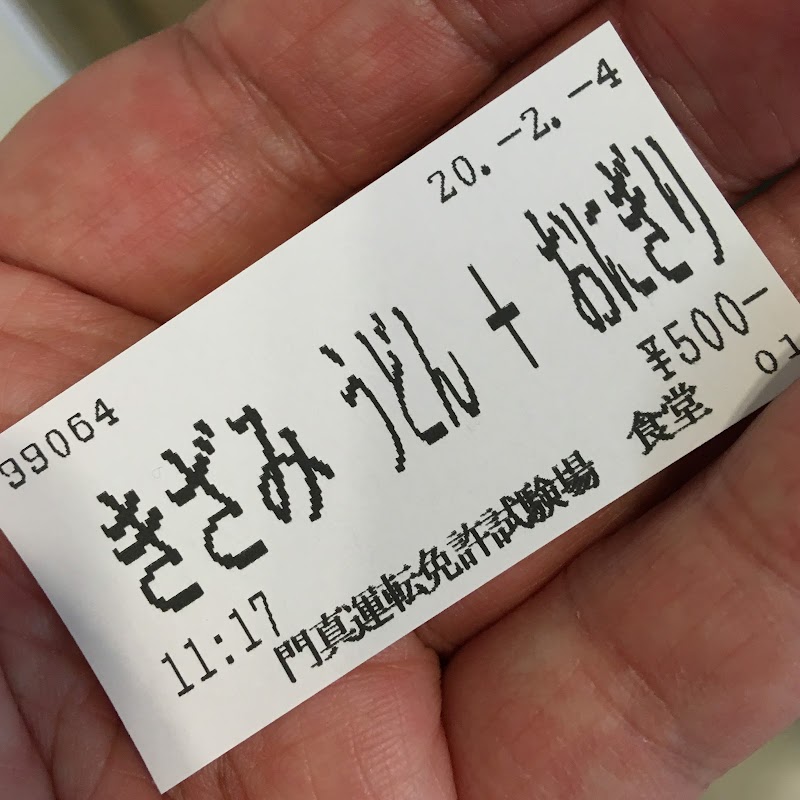 20.-2.-4
きざみ うどん + おにぎり
¥500-
99064
01
11:17
門真運転免許試験場 食堂